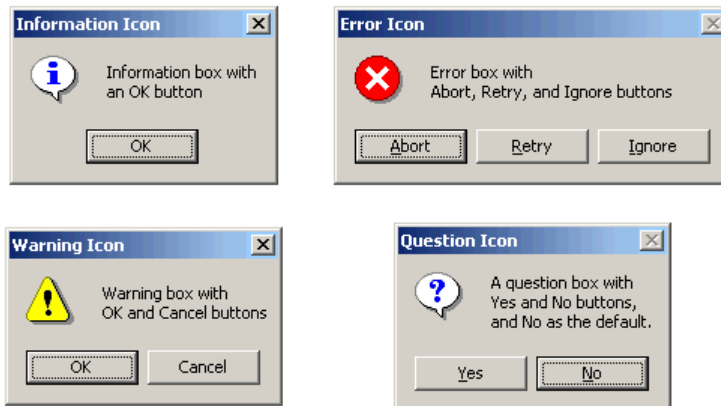 Information Icon
Information box with
an OK button
OK
Error Icon
Error box with
Abort, Retry, and Ignore buttons
Abort Retry Ignore
Warning Icon
Warning box with
OK and Cancel buttons
OK Cancel
Question Icon
A question box with
Yes and No buttons,
and No as the default.
Yes No